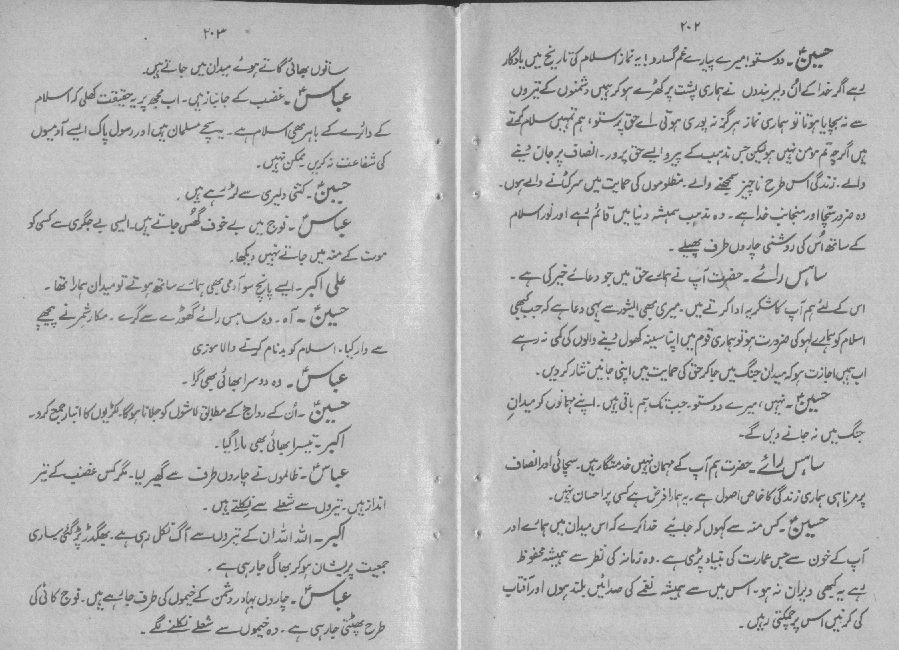 ۲۰۲
حسینؑ۔ دوستو! میرے پیارے غم گسارو! یہ نماز اسلام کی تاریخ میں یادگار
رہے گی۔ اگر خدا کے ان دلیر بندوں نے ہماری پشت پر کھڑے ہو کر ہمیں دشمنوں کے تیروں
سے نہ بچایا ہوتا تو ہماری نماز ہرگز نہ پوری ہوتی اے حق پرستو، ہم تمہیں سلام کرتے
ہیں اگرچہ تم مومن نہیں ہو لیکن جس مذہب کے پیرو ایسے حق پرور۔ انصاف پر جان دینے
والے۔ زندگی اس طرح ناچیز سمجھنے والے۔ مظلوموں کی حمایت میں سر کٹانے والے ہوں۔
وہ ضرور سچا اور منجانب خدا ہے۔ وہ مذہب ہمیشہ دنیا میں قائم رہے اور نور اسلام
کے ساتھ اُس کی روشنی چاروں طرف پھیلے۔
ساہس رائے۔ حضرت آپ نے ہمارے حق میں جو دعائے خیر کی ہے۔
اس کے لئے ہم آپ کا شکریہ ادا کرتے ہیں۔ میری بھی ایشور سے یہی دعا ہے کہ جب کبھی
اسلام کو ہمارے لہو کی ضرورت ہو تو ہماری قوم میں اپنا سینہ کھول دینے والوں کی کمی نہ رہے
اب ہمیں اجازت ہو کہ میدان جنگ میں جا کر حق کی حمایت میں اپنی جانیں نثار کر دیں۔
حسینؑ۔ نہیں، میرے دوستو۔ جب تک ہم باقی ہیں۔ اپنے مہمانوں کو میدان
جنگ میں نہ جانے دیں گے۔
ساہس رائے۔ حضرت ہم آپ کے مہمان نہیں خدمتگار ہیں۔ سچائی اور انصاف
پر مرنا ہی ہماری زندگی کا خاص اصول ہے۔ یہ ہمارا فرض ہے کسی پر احسان نہیں۔
حسینؑ۔ کس منہ سے کہوں کہ جائیے خدا کرے کہ اس میدان میں ہمارے اور
آپ کے خون سے جس عمارت کی بنیاد پڑی ہے۔ وہ زمانہ کی نظر سے ہمیشہ محفوظ
رہے یہ کبھی ویران نہ ہو۔ اس میں سے ہمیشہ نغمے کی صدائیں بلند ہوں اور آفتاب
کی کرنیں اس پر چمکتی رہیں۔
۲۰۳
ساتوں بھائی گاتے ہوئے میدان میں جاتے ہیں۔
عباسؑ۔ غضب کے جانباز ہیں۔ اب مجھ پر یہ حقیقت کھلی کہ اسلام
کے دائرے کے باہر بھی اسلام ہے۔ یہ سچے مسلمان ہیں اور رسول پاک ایسے آدمیوں
کی شفاعت نہ کریں ممکن نہیں۔
حسینؑ۔ کتنی دلیری سے لڑ رہے ہیں۔
عباسؑ۔ فوج میں بے خوف گھس جاتے ہیں۔ ایسی بے جگری سے کسی کو
موت کے منہ میں جاتے نہیں دیکھا۔
علی اکبر۔ ایسے پانچ سو آدمی بھی ہمارے ساتھ ہوتے تو میدان ہمارا تھا۔
حسینؑ۔ آہ۔ وہ ساہس رائے گھوڑے سے گرے۔ مکار شمر نے پیچھے
سے وار کیا۔ اسلام کو بدنام کرنے والا موزی
عباسؑ۔ وہ دوسرا بھائی بھی گرا۔
حسینؑ۔ اُن کے رواج کے مطابق لاشوں کو جلانا ہوگا۔ لکڑیوں کا انبار جمع کرو۔
اکبر۔ تیسرا بھائی بھی مارا گیا۔
عباسؑ۔ ظالموں نے چاروں طرف سے گھیر لیا۔ مگر کس غضب کے تیر
انداز ہیں۔ تیروں سے شعلے سے نکلتے ہیں۔
اکبر۔ اللہ اللہ ان کے تیروں سے آگ نکل رہی ہے۔ بھگدڑ پڑ گئی ساری
جمعیت پریشان ہو کر بھاگی جا رہی ہے۔
عباسؑ۔ چاروں بہادر دشمن کے خیموں کی طرف جا رہے ہیں۔ فوج کائی کی
طرح پھٹتی جا رہی ہے۔ وہ خیموں سے شعلے نکلنے لگے۔